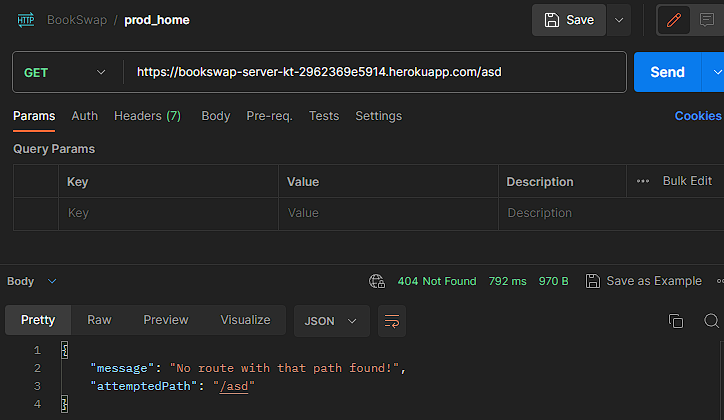 HTTP BookSwap / prod_home Save
GET https://bookswap-server-kt-2962369e5914.herokuapp.com/asd Send
Params Auth Headers (7) Body Pre-req. Tests Settings Cookies
Query Params
Key Value Description ••• Bulk Edit
Key Value Description
Body 404 Not Found 792 ms 970 B Save as Example
Pretty Raw Preview Visualize JSON
1 {
2 "message": "No route with that path found!",
3 "attemptedPath": "/asd"
4 }